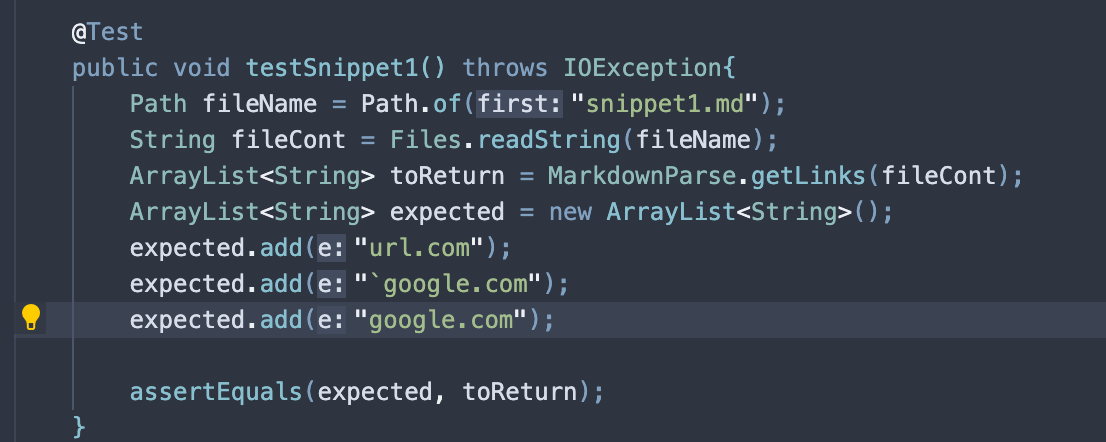 @Test
public void testSnippet1() throws IOException{
Path fileName = Path.of(first: "snippet1.md");
String fileCont = Files.readString(fileName);
ArrayList<String> toReturn = MarkdownParse.getLinks(fileCont);
ArrayList<String> expected = new ArrayList<String>();
expected.add(e: "url.com");
expected.add(e: "`google.com");
expected.add(e: "google.com");
assertEquals(expected, toReturn);
}